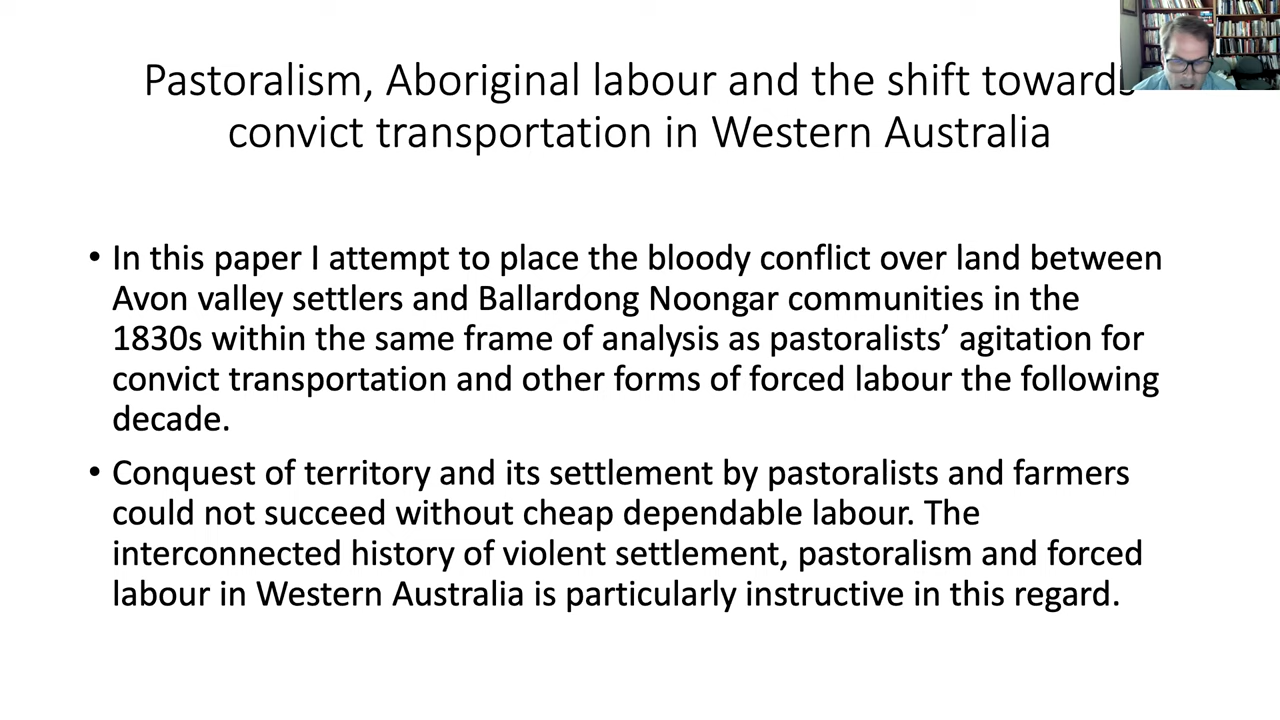 Pastoralism, Aboriginal labour and the shift towards
convict transportation in Western Australia
• In this paper I attempt to place the bloody conflict over land between
Avon valley settlers and Ballardong Noongar communities in the
1830s within the same frame of analysis as pastoralists’ agitation for
convict transportation and other forms of forced labour the following
decade.
• Conquest of territory and its settlement by pastoralists and farmers
could not succeed without cheap dependable labour. The
interconnected history of violent settlement, pastoralism and forced
labour in Western Australia is particularly instructive in this regard.